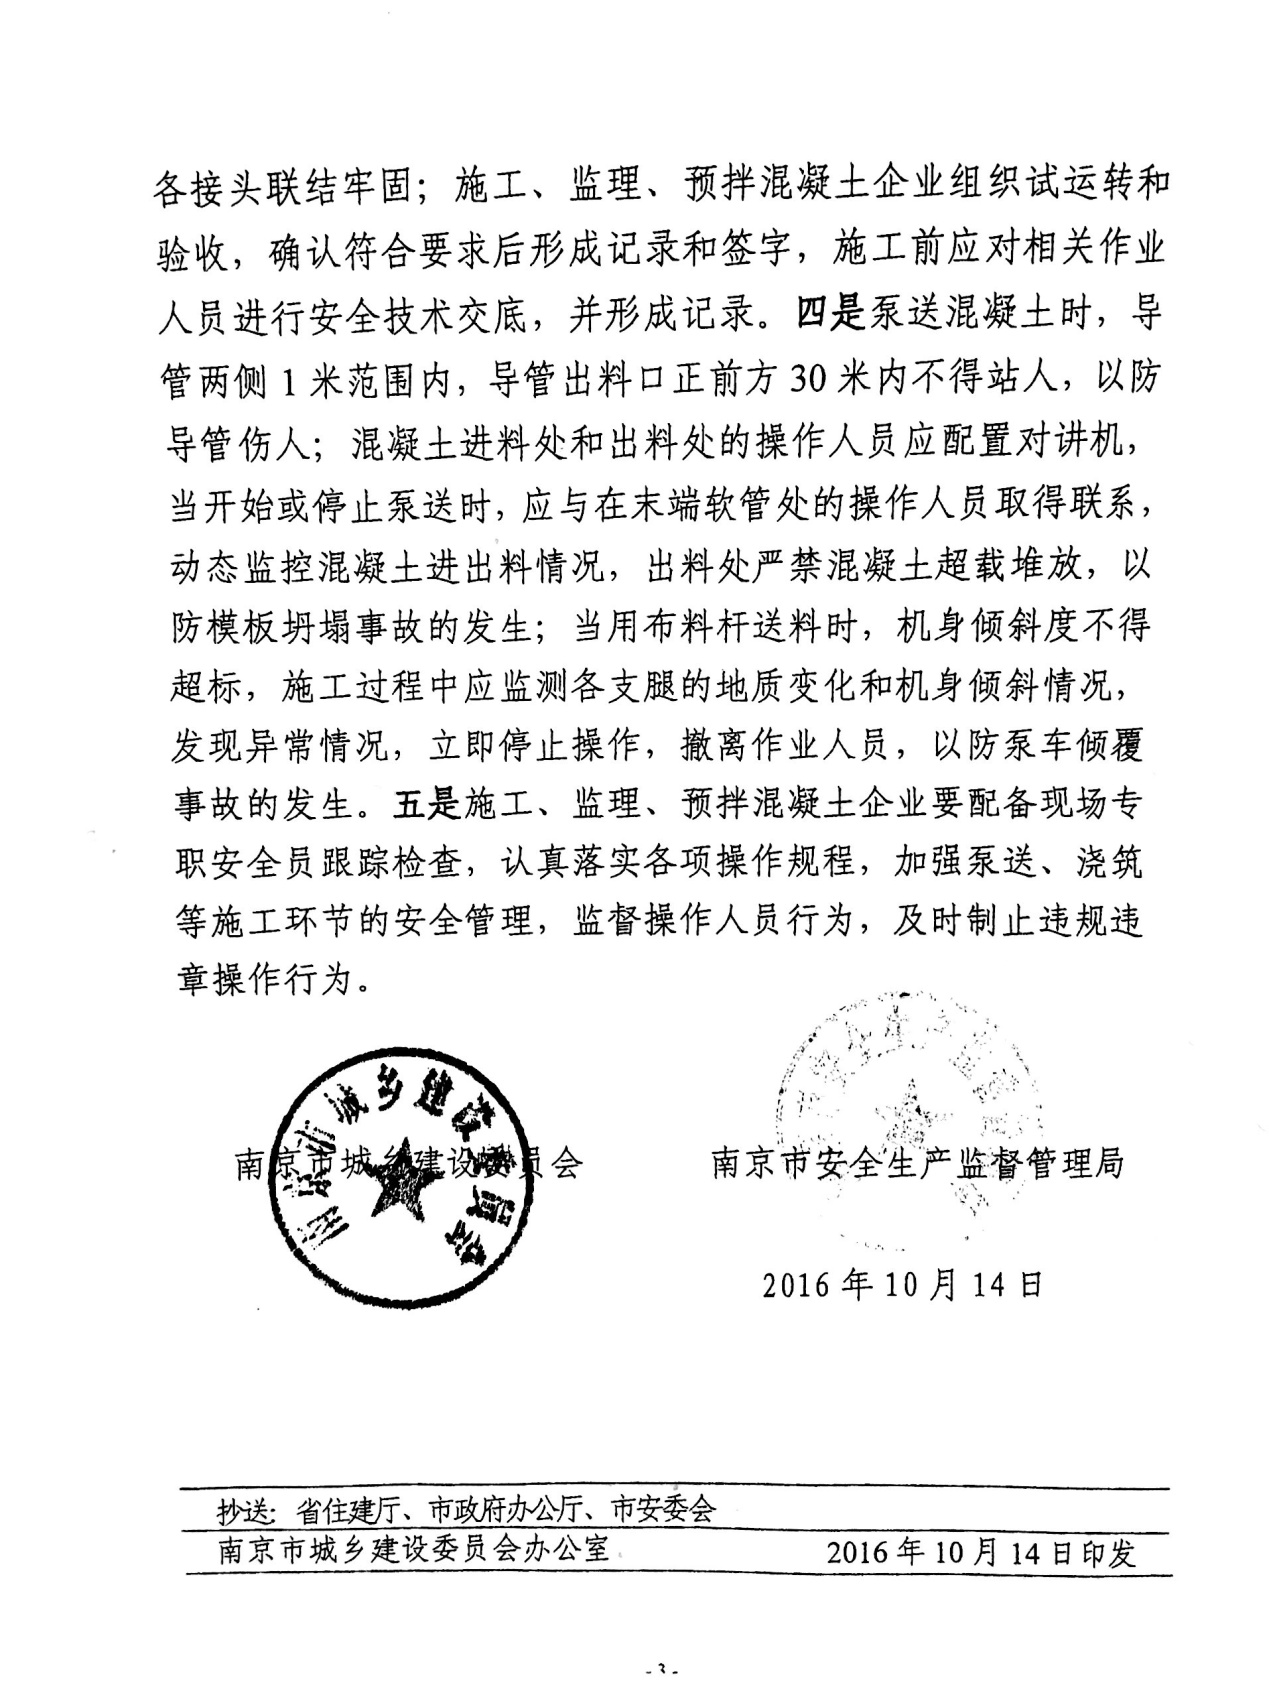 各接头联结牢固；施工、监理、预拌混凝土企业组织试运转和
验收，确认符合要求后形成记录和签字，施工前应对相关作业
人员进行安全技术交底，并形成记录。四是泵送混凝土时，导
管两侧 1 米范围内，导管出料口正前方 30 米内不得站人，以防
导管伤人；混凝土进料处和出料处的操作人员应配置对讲机，
当开始或停止泵送时，应与在末端软管处的操作人员取得联系，
动态监控混凝土进出料情况，出料处严禁混凝土超载堆放，以
防模板坍塌事故的发生；当用布料杆送料时，机身倾斜度不得
超标，施工过程中应监测各支腿的地质变化和机身倾斜情况，
发现异常情况，立即停止操作，撤离作业人员，以防泵车倾覆
事故的发生。五是施工、监理、预拌混凝土企业要配备现场专
职安全员跟踪检查，认真落实各项操作规程，加强泵送、浇筑
等施工环节的安全管理，监督操作人员行为，及时制止违规违
章操作行为。
南京市城乡建设委员会
南京市城乡建设委员会
南京市安全生产监督管理局
2016 年 10 月 14 日
抄送：省住建厅、市政府办公厅、市安委会
南京市城乡建设委员会办公室 2016 年 10 月 14 日印发
- 3 -